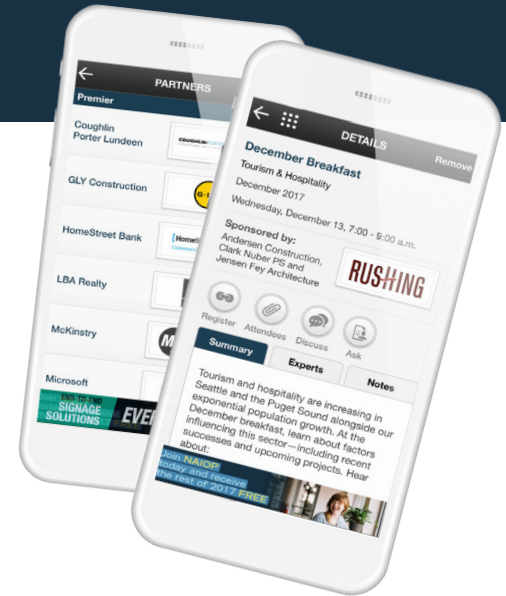 PARTNERS
Premier
Coughlin
Porter Lundeen
GLY Construction
HomeStreet Bank
LBA Realty
McKinstry
Microsoft
END-TO-END
SIGNAGE
SOLUTIONS
DETAILS
Remove
December Breakfast
Tourism & Hospitality
December 2017
Wednesday, December 13, 7:00 - 9:00 a.m.
Sponsored by:
Andersen Construction,
Clark Nuber PS and
Jensen Fey Architecture
RUSHING
Register
Attendees
Discuss
Ask
Summary
Experts
Notes
Tourism and hospitality are increasing in
Seattle and the Puget Sound alongside our
exponential population growth. At the
December breakfast, learn about factors
influencing this sector—including recent
successes and upcoming projects. Hear
about:
Join NAIOP
today and receive
the rest of 2017 FREE